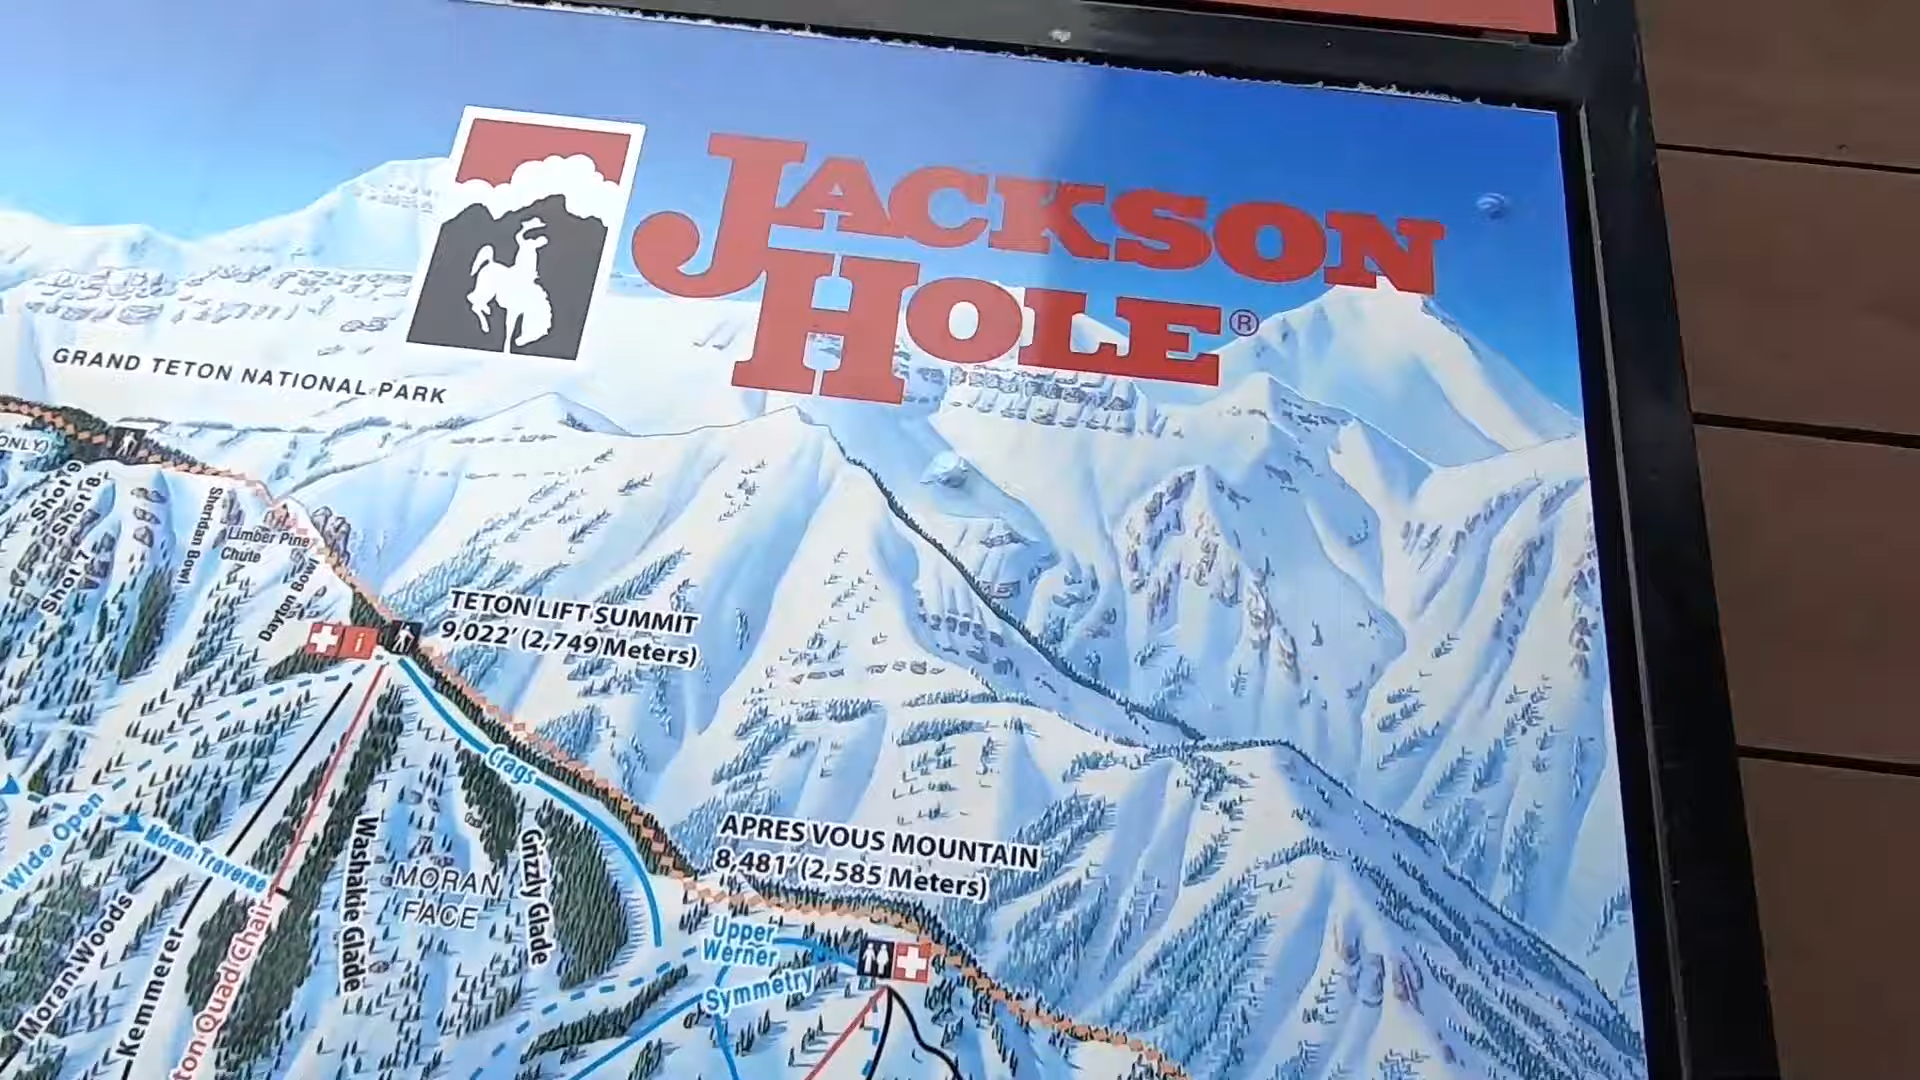 JACKSON
HOLE®
GRAND TETON NATIONAL PARK
ONLY)
Shot 9
Shot 8
Shot 7
Sheridan Bowl
Limber Pine
Chute
Dayton Bowl
TETON LIFT SUMMIT
9,022' (2,749 Meters)
i
Crags
Wide Open
Moran Traverse
Washakie Glade
MORAN
FACE
Grizzly Glade
APRES VOUS MOUNTAIN
8,481' (2,585 Meters)
Upper
Werner
Symmetry
Moran Woods
Kemmerer
ton Quad Chair